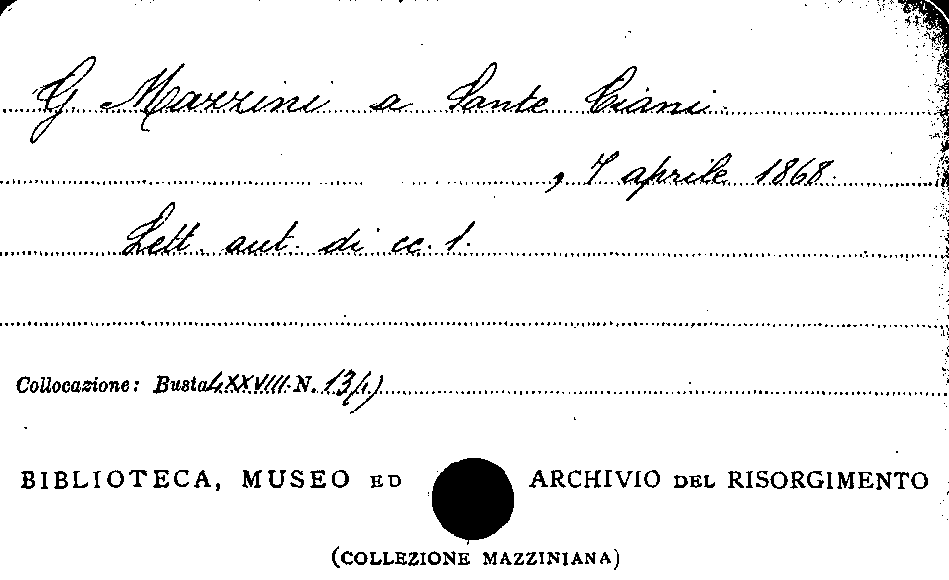 G. Mazzini a Sante Ciani
, 7 aprile 1868.
Lett. aut. di cc. 1.
Collocazione: Busta LXXVIII N. 13(4)
BIBLIOTECA, MUSEO ED ARCHIVIO DEL RISORGIMENTO
(COLLEZIONE MAZZINIANA)